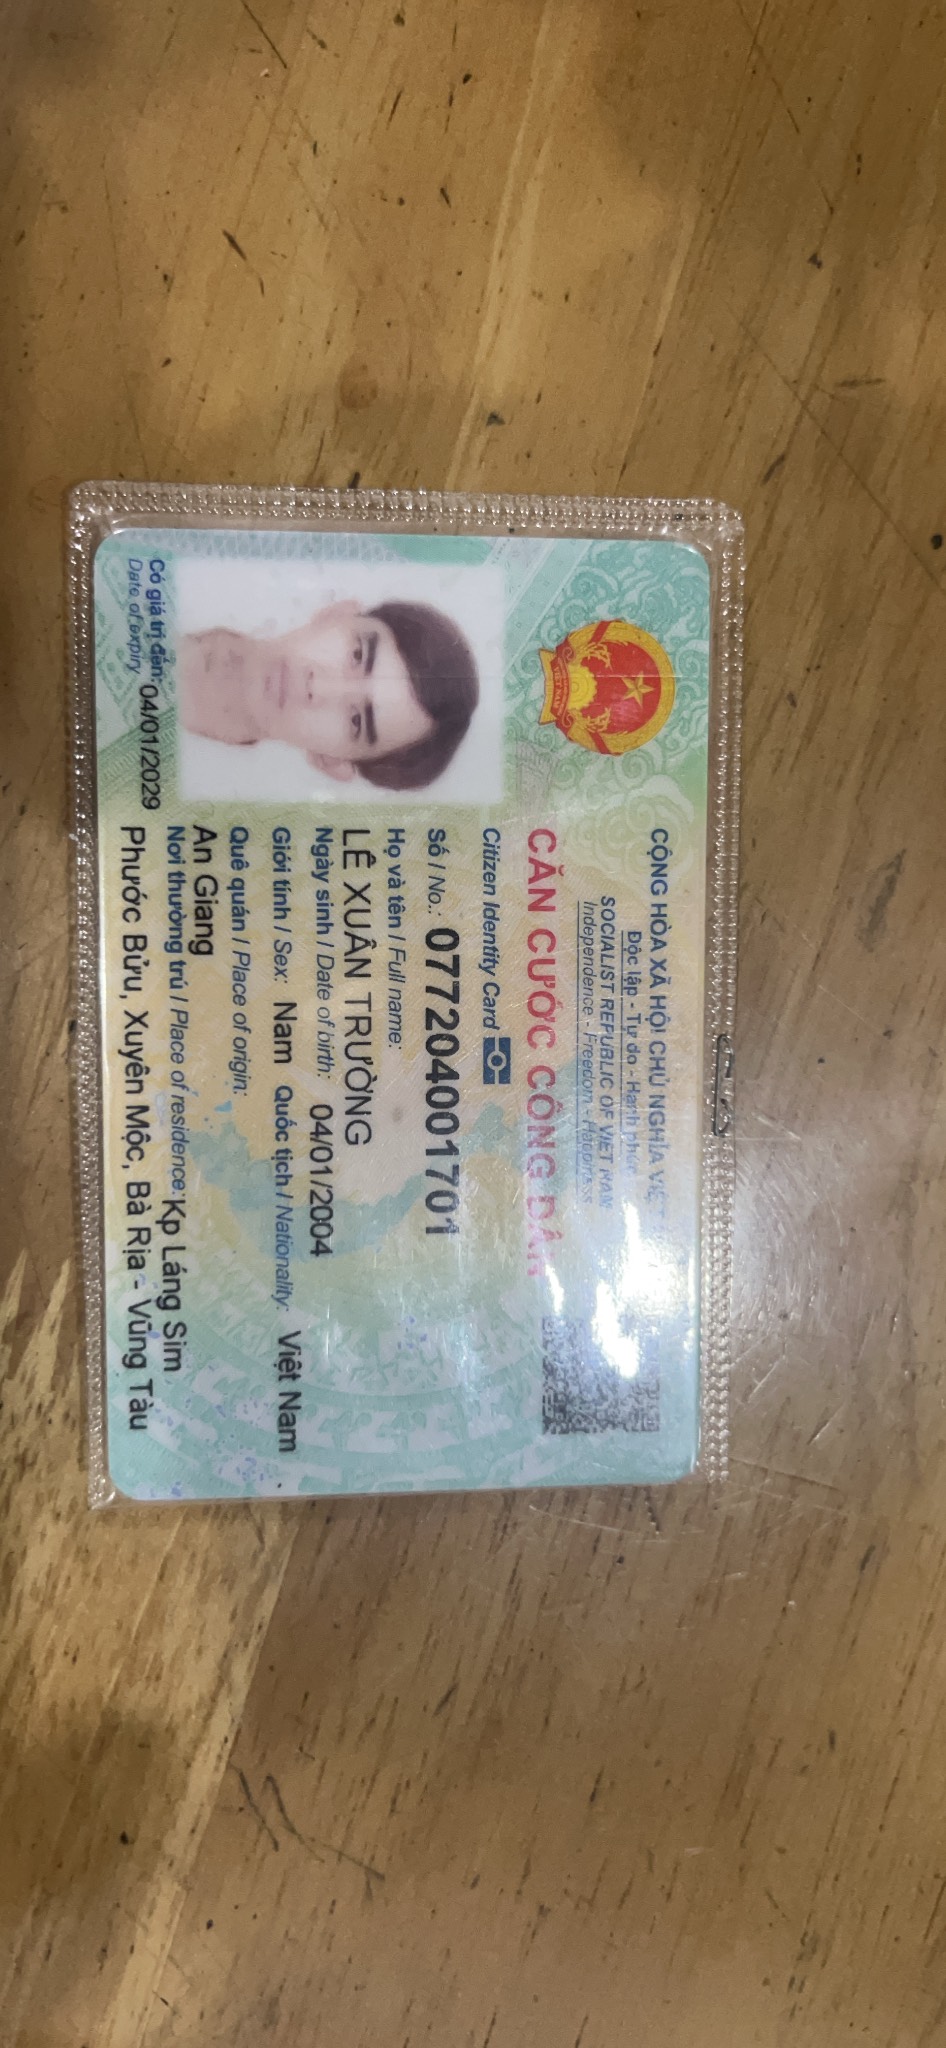 CỘNG HÒA XÃ HỘI CHỦ NGHĨA VIỆT
Độc lập - Tự do - Hạnh phúc
SOCIALIST REPUBLIC OF VIET NAM
Independence - Freedom - Happiness
CĂN CƯỚC CÔNG DÂN
Citizen Identity Card
Số / No.: 077204001701
Họ và tên / Full name:
LÊ XUÂN TRƯỜNG
Ngày sinh / Date of birth: 04/01/2004
Giới tính / Sex: Nam Quốc tịch / Nationality: Việt Nam
Quê quán / Place of origin:
An Giang
Nơi thường trú / Place of residence: Kp Láng Sim
Phước Bửu, Xuyên Mộc, Bà Rịa - Vũng Tàu
Có giá trị đến: 04/01/2029
Date of expiry
VIỆT NAM